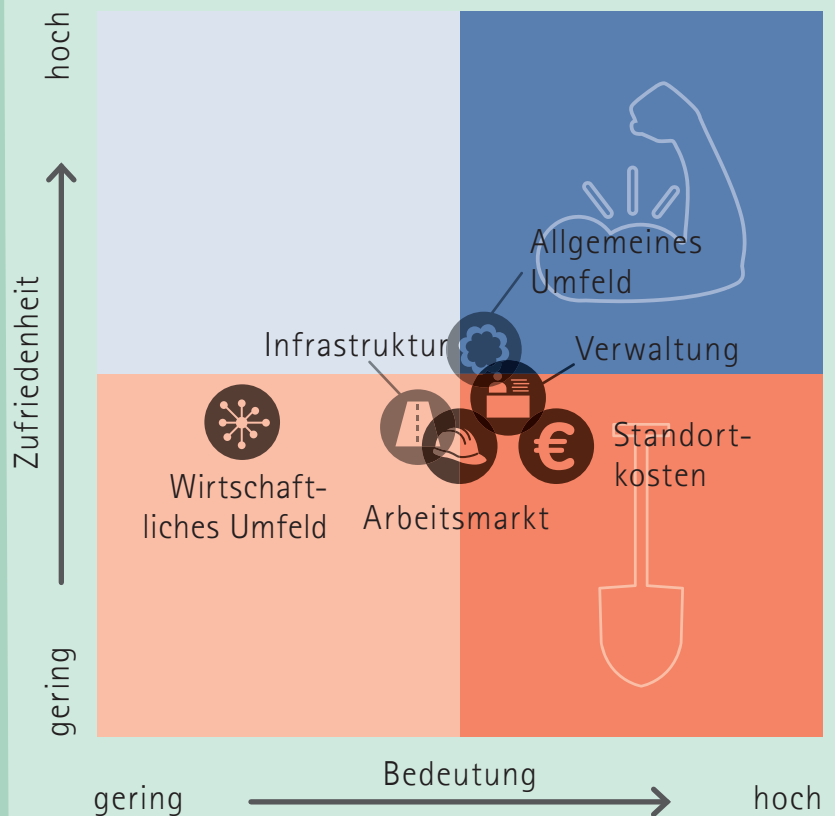 hoch
Zufriedenheit
gering
Allgemeines
Umfeld
Infrastruktur
Verwaltung
Standort-
kosten
€
Wirtschaft-
liches Umfeld
Arbeitsmarkt
Bedeutung
gering
hoch